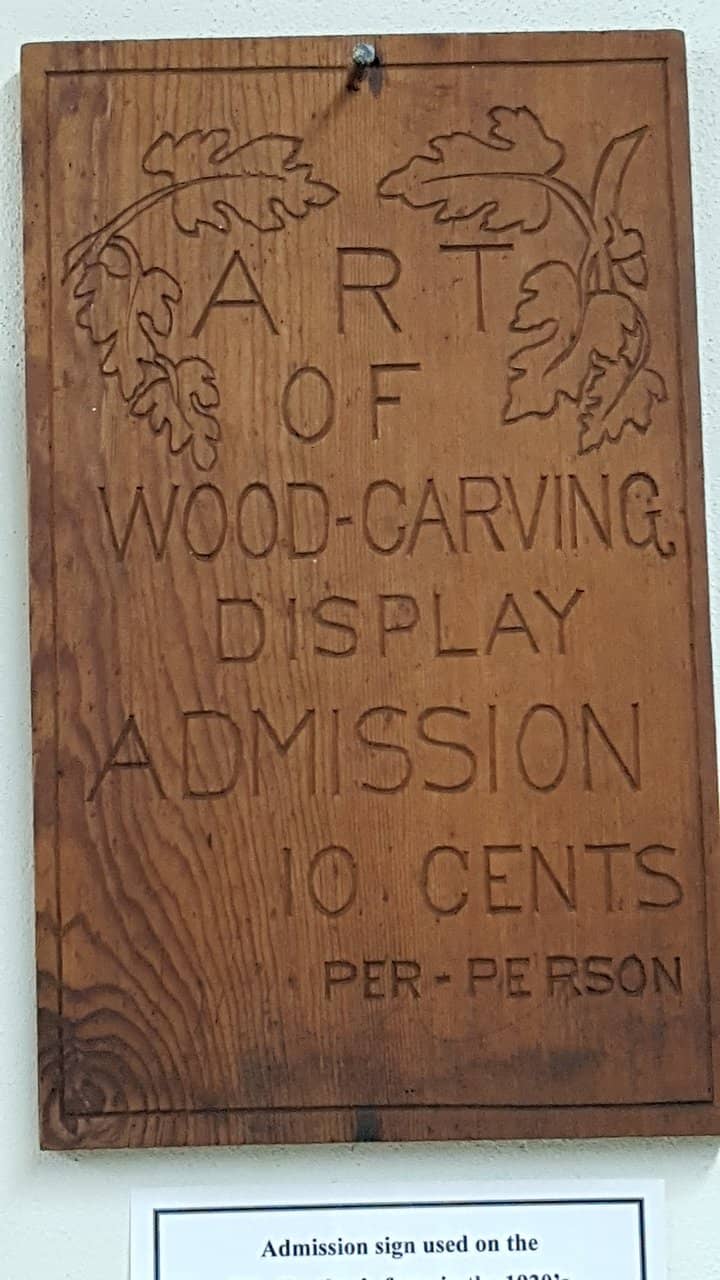 ART
OF
WOOD-CARVING
DISPLAY
ADMISSION
10 CENTS
PER-PERSON
Admission sign used on the